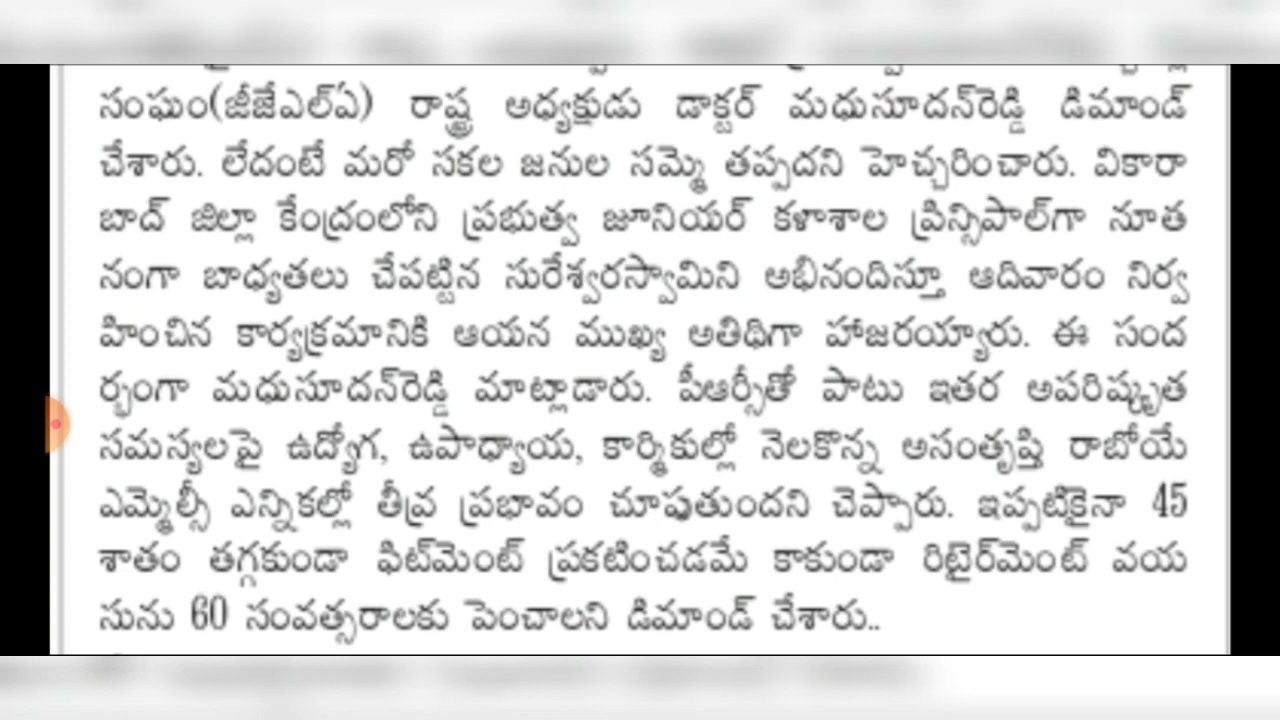 సంఘం(జీజేఎల్ఏ) రాష్ట్ర అధ్యక్షుడు డాక్టర్ మధుసూదన్‌రెడ్డి డిమాండ్
చేశారు. లేదంటే మరో సకల జనుల సమ్మె తప్పదని హెచ్చరించారు. వికారా
బాద్ జిల్లా కేంద్రంలోని ప్రభుత్వ జూనియర్ కళాశాల ప్రిన్సిపాల్‌గా నూత
నంగా బాధ్యతలు చేపట్టిన సురేశ్వరస్వామిని అభినందిస్తూ ఆదివారం నిర్వ
హించిన కార్యక్రమానికి ఆయన ముఖ్య అతిథిగా హాజరయ్యారు. ఈ సంద
ర్భంగా మధుసూదన్‌రెడ్డి మాట్లాడారు. పీఆర్సీతో పాటు ఇతర అపరిష్కృత
సమస్యలపై ఉద్యోగ, ఉపాధ్యాయ, కార్మికుల్లో నెలకొన్న అసంతృప్తి రాబోయే
ఎమ్మెల్సీ ఎన్నికల్లో తీవ్ర ప్రభావం చూపుతుందని చెప్పారు. ఇప్పటికైనా 45
శాతం తగ్గకుండా ఫిట్‌మెంట్ ప్రకటించడమే కాకుండా రిటైర్‌మెంట్ వయ
సును 60 సంవత్సరాలకు పెంచాలని డిమాండ్ చేశారు..